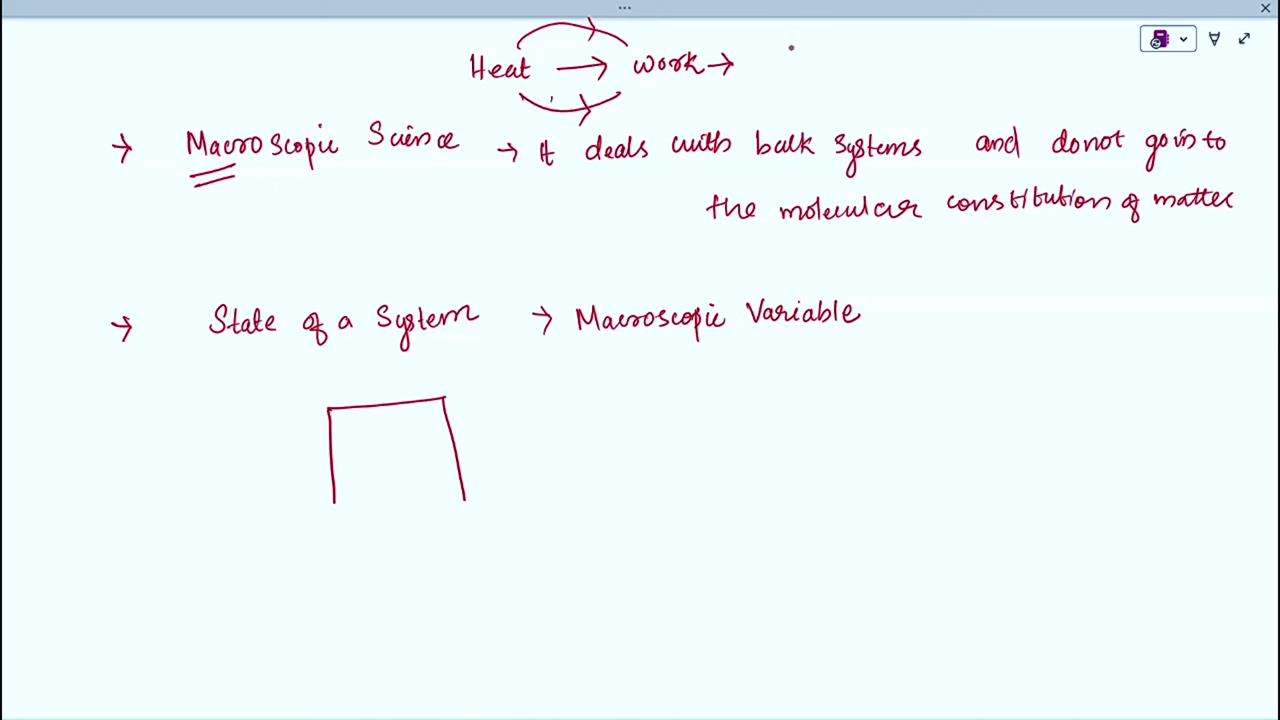 Heat → Work →
→ Macroscopic Science → It deals with bulk systems and donot go in to
the molecular constitution of matter
→ State of a System → Macroscopic Variable